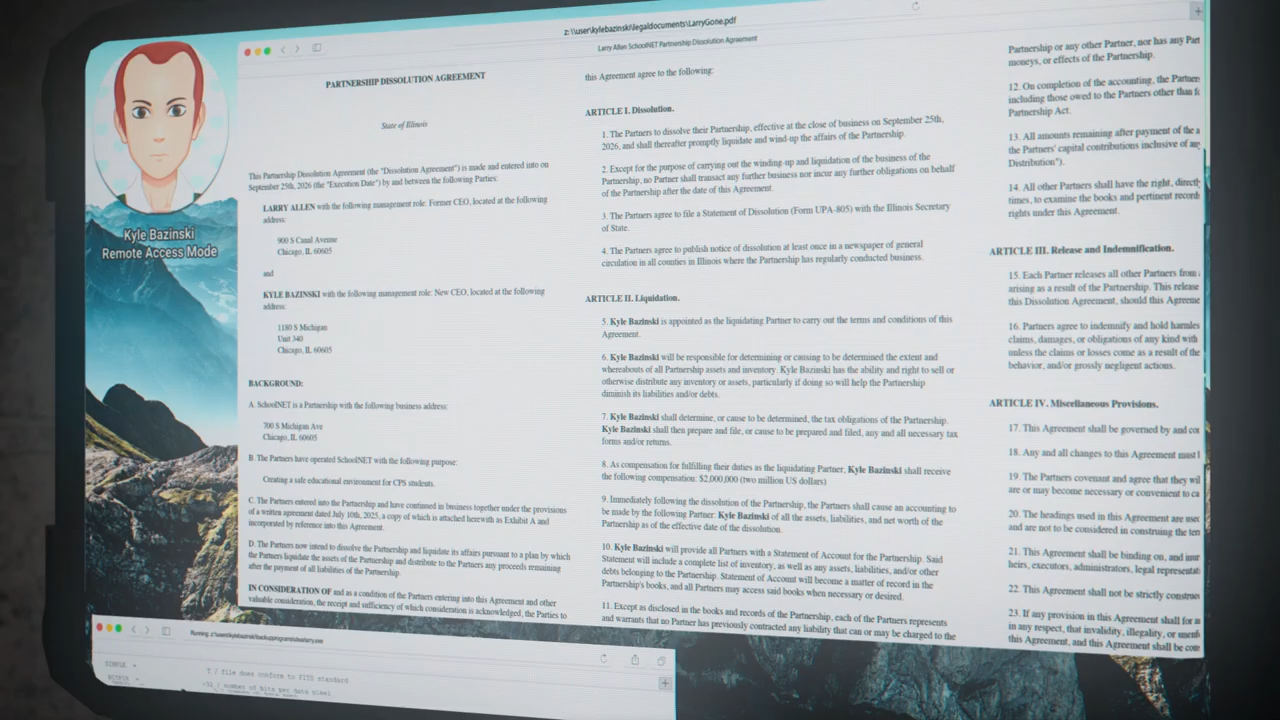 z:\\user\kylebazinski\legaldocuments\LarryGone.pdf
Larry Allen SchoolNET Partnership Dissolution Agreement
Kyle Bazinski
Remote Access Mode
PARTNERSHIP DISSOLUTION AGREEMENT
State of Illinois
This Partnership Dissolution Agreement (the "Dissolution Agreement") is made and entered into on
September 25th, 2026 (the "Execution Date") by and between the following Parties:
LARRY ALLEN with the following management role: Former CEO, located at the following
address:
900 S Canal Avenue
Chicago, IL 60605
and
KYLE BAZINSKI with the following management role: New CEO, located at the following
address:
1180 S Michigan
Unit 340
Chicago, IL 60605
BACKGROUND:
A. SchoolNET is a Partnership with the following business address:
700 S Michigan Ave
Chicago, IL 60605
B. The Partners have operated SchoolNET with the following purpose:
Creating a safe educational environment for CPS students.
C. The Partners entered into the Partnership and have continued in business together under the provisions
of a written agreement dated July 10th, 2025, a copy of which is attached herewith as Exhibit A and
incorporated by reference into this Agreement.
D. The Partners now intend to dissolve the Partnership and liquidate its affairs pursuant to a plan by which
the Partners liquidate the assets of the Partnership and distribute to the Partners any proceeds remaining
after the payment of all liabilities of the Partnership.
IN CONSIDERATION OF and as a condition of the Partners entering into this Agreement and other
valuable consideration, the receipt and sufficiency of which consideration is acknowledged, the Parties to
this Agreement agree to the following:
ARTICLE I. Dissolution.
1. The Partners to dissolve their Partnership, effective at the close of business on September 25th,
2026, and shall thereafter promptly liquidate and wind-up the affairs of the Partnership.
2. Except for the purpose of carrying out the winding-up and liquidation of the business of the
Partnership, no Partner shall transact any further business nor incur any further obligations on behalf
of the Partnership after the date of this Agreement.
3. The Partners agree to file a Statement of Dissolution (Form UPA-805) with the Illinois Secretary
of State.
4. The Partners agree to publish notice of dissolution at least once in a newspaper of general
circulation in all counties in Illinois where the Partnership has regularly conducted business.
ARTICLE II. Liquidation.
5. Kyle Bazinski is appointed as the liquidating Partner to carry out the terms and conditions of this
Agreement.
6. Kyle Bazinski will be responsible for determining or causing to be determined the extent and
whereabouts of all Partnership assets and inventory. Kyle Bazinski has the ability and right to sell or
otherwise distribute any inventory or assets, particularly if doing so will help the Partnership
diminish its liabilities and/or debts.
7. Kyle Bazinski shall determine, or cause to be determined, the tax obligations of the Partnership.
Kyle Bazinski shall then prepare and file, or cause to be prepared and filed, any and all necessary tax
forms and/or returns.
8. As compensation for fulfilling their duties as the liquidating Partner, Kyle Bazinski shall receive
the following compensation: $2,000,000 (two million US dollars)
9. Immediately following the dissolution of the Partnership, the Partners shall cause an accounting to
be made by the following Partner: Kyle Bazinski of all the assets, liabilities, and net worth of the
Partnership as of the effective date of the dissolution.
10. Kyle Bazinski will provide all Partners with a Statement of Account for the Partnership. Said
Statement will include a complete list of inventory, as well as any assets, liabilities, and/or other
debts belonging to the Partnership. Statement of Account will become a matter of record in the
Partnership's books, and all Partners may access said books when necessary or desired.
11. Except as disclosed in the books and records of the Partnership, each of the Partners represents
and warrants that no Partner has previously contracted any liability that can or may be charged to the
Partnership or any other Partner, nor has any Part
moneys, or effects of the Partnership.
12. On completion of the accounting, the Partner
including those owed to the Partners other than fo
Partnership Act.
13. All amounts remaining after payment of the a
the Partners' capital contributions inclusive of any
Distribution").
14. All other Partners shall have the right, directly
times, to examine the books and pertinent records
rights under this Agreement.
ARTICLE III. Release and Indemnification.
15. Each Partner releases all other Partners from
arising as a result of the Partnership. This release
this Dissolution Agreement, should this Agreeme
16. Partners agree to indemnify and hold harmles
claims, damages, or obligations of any kind with
unless the claims or losses come as a result of the
behavior, and/or grossly negligent actions.
ARTICLE IV. Miscellaneous Provisions.
17. This Agreement shall be governed by and con
18. Any and all changes to this Agreement must
19. The Partners covenant and agree that they wil
are or may become necessary or convenient to ca
20. The headings used in this Agreement are used
and are not to be considered in construing the ter
21. This Agreement shall be binding on, and inur
heirs, executors, administrators, legal representati
22. This Agreement shall not be strictly construed
23. If any provision in this Agreement shall for a
in any respect, that invalidity, illegality, or unenfo
this Agreement, and this Agreement shall be con
SIMPLE
T / file does conform to FITS standard
BITPIX
-32 / number of bits per data pixel